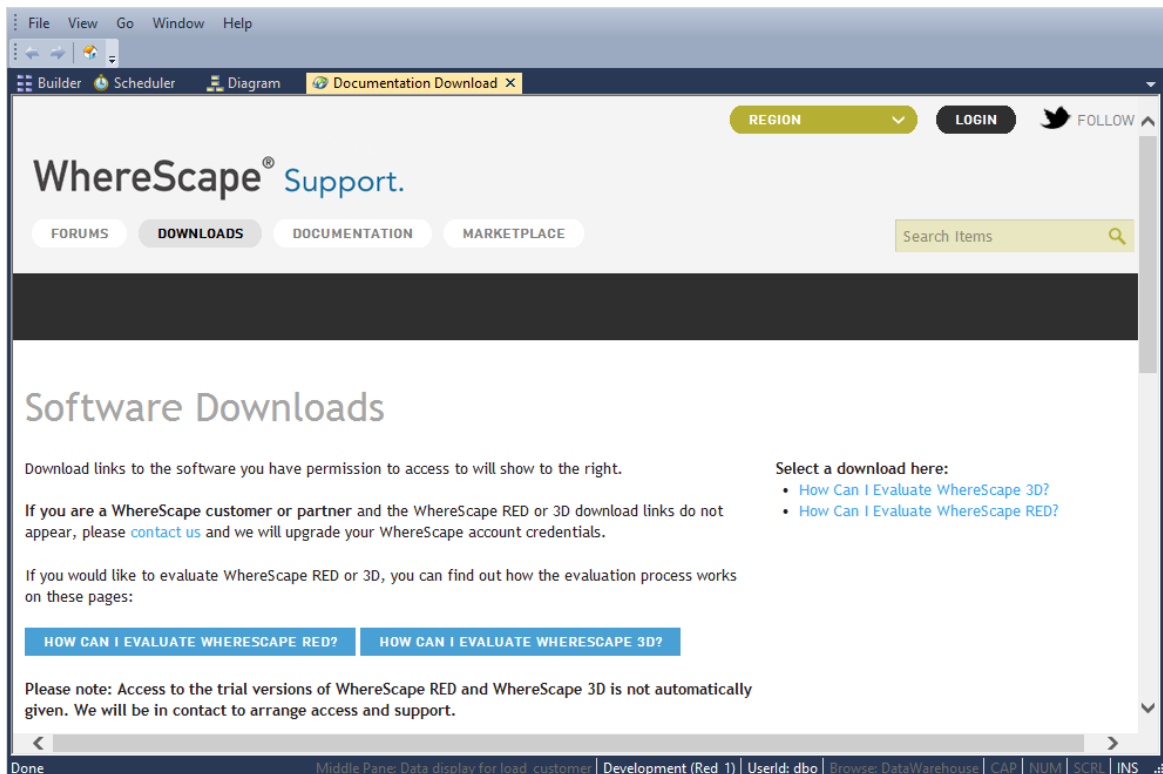 File View Go Window Help
Builder Scheduler Diagram Documentation Download
REGION LOGIN FOLLOW
WhereScape® Support.
FORUMS DOWNLOADS DOCUMENTATION MARKETPLACE Search Items
Software Downloads
Download links to the software you have permission to access to will show to the right.
If you are a WhereScape customer or partner and the WhereScape RED or 3D download links do not
appear, please contact us and we will upgrade your WhereScape account credentials.
If you would like to evaluate WhereScape RED or 3D, you can find out how the evaluation process works
on these pages:
HOW CAN I EVALUATE WHERESCAPE RED? HOW CAN I EVALUATE WHERESCAPE 3D?
Please note: Access to the trial versions of WhereScape RED and WhereScape 3D is not automatically
given. We will be in contact to arrange access and support.
Select a download here:
• How Can I Evaluate WhereScape 3D?
• How Can I Evaluate WhereScape RED?
Done Middle Pane: Data display for load_customer Development (Red_1) UserId: dbo Browse: DataWarehouse CAP NUM SCRL INS